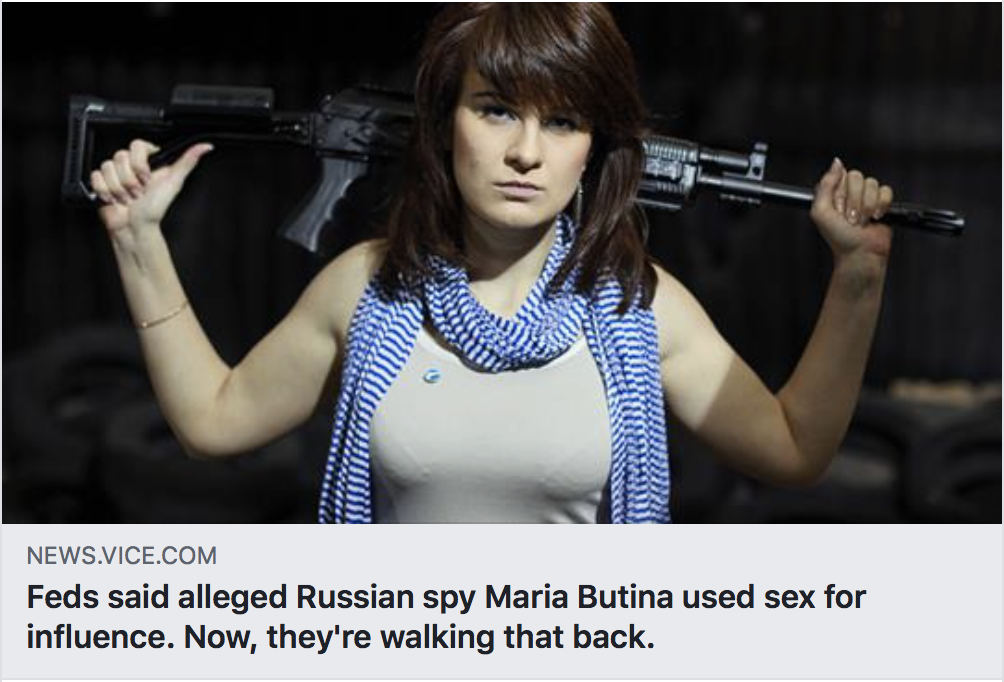 NEWS.VICE.COM
Feds said alleged Russian spy Maria Butina used sex for
influence. Now, they're walking that back.